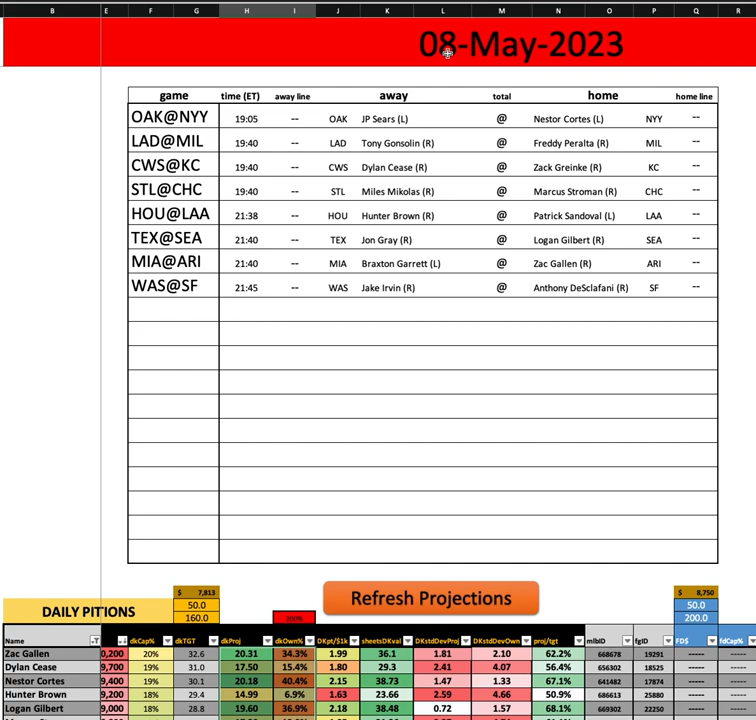 B E F G H I J K L M N O P Q R
08-May-2023
game time (ET) away line away total home home line
OAK@NYY 19:05 -- OAK JP Sears (L) @ Nestor Cortes (L) NYY --
LAD@MIL 19:40 -- LAD Tony Gonsolin (R) @ Freddy Peralta (R) MIL --
CWS@KC 19:40 -- CWS Dylan Cease (R) @ Zack Greinke (R) KC --
STL@CHC 19:40 -- STL Miles Mikolas (R) @ Marcus Stroman (R) CHC --
HOU@LAA 21:38 -- HOU Hunter Brown (R) @ Patrick Sandoval (L) LAA --
TEX@SEA 21:40 -- TEX Jon Gray (R) @ Logan Gilbert (R) SEA --
MIA@ARI 21:40 -- MIA Braxton Garrett (L) @ Zac Gallen (R) ARI --
WAS@SF 21:45 -- WAS Jake Irvin (R) @ Anthony DeSclafani (R) SF --
$ 7,813 $ 8,750
DAILY PITIONS 50.0 Refresh Projections 50.0
160.0 200% 200.0
Name dkCap% dkTGT dkProj dkOwn% DKpt/$1k sheetsDKval DKstdDevProj DKstdDevOwn proj/tgt mlbID fgID FD$ fdCap%
Zac Gallen 0,200 20% 32.6 20.31 34.3% 1.99 36.1 1.81 2.10 62.2% 668678 19291 -----
Dylan Cease 9,700 19% 31.0 17.50 15.4% 1.80 29.3 2.41 4.07 56.4% 656302 18525 -----
Nestor Cortes 9,400 19% 30.1 20.18 40.4% 2.15 38.73 1.47 1.33 67.1% 641482 17874 -----
Hunter Brown 9,200 18% 29.4 14.99 6.9% 1.63 23.66 2.59 4.66 50.9% 686613 25880 -----
Logan Gilbert 9,000 18% 28.8 19.60 36.9% 2.18 38.48 0.72 1.57 68.1% 669302 22250 -----